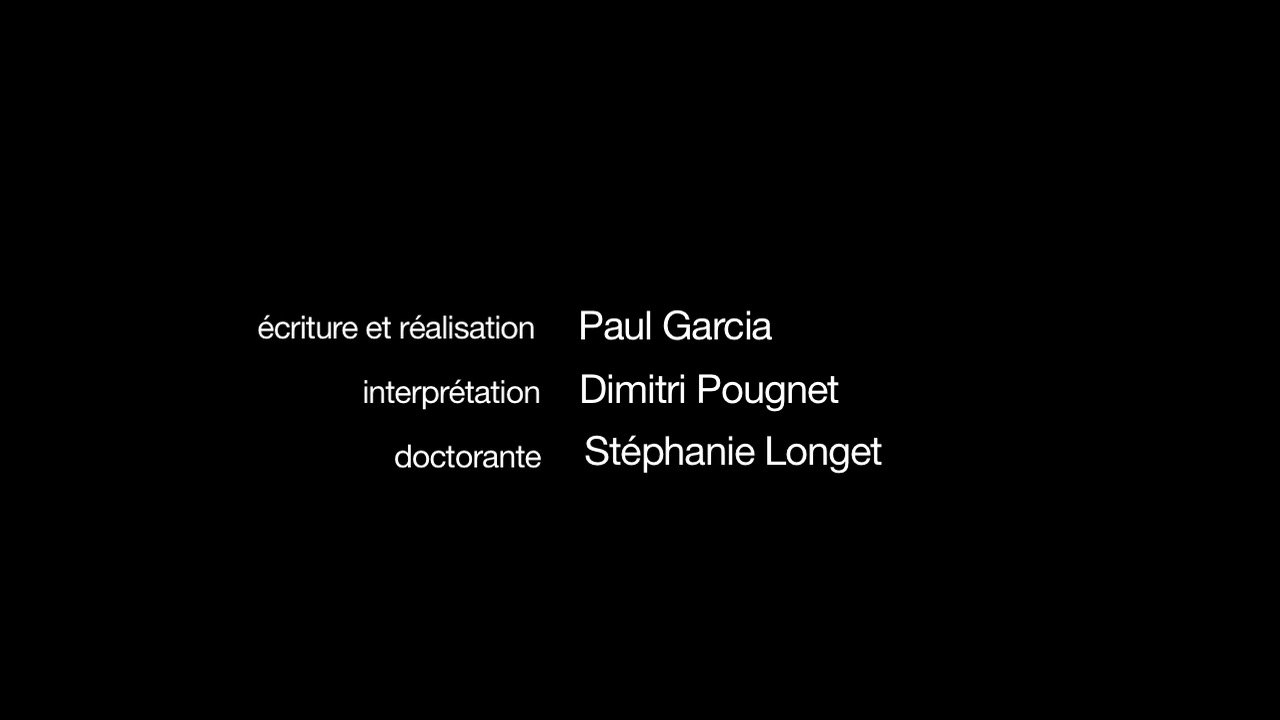 écriture et réalisation Paul Garcia
interprétation Dimitri Pougnet
doctorante Stéphanie Longet